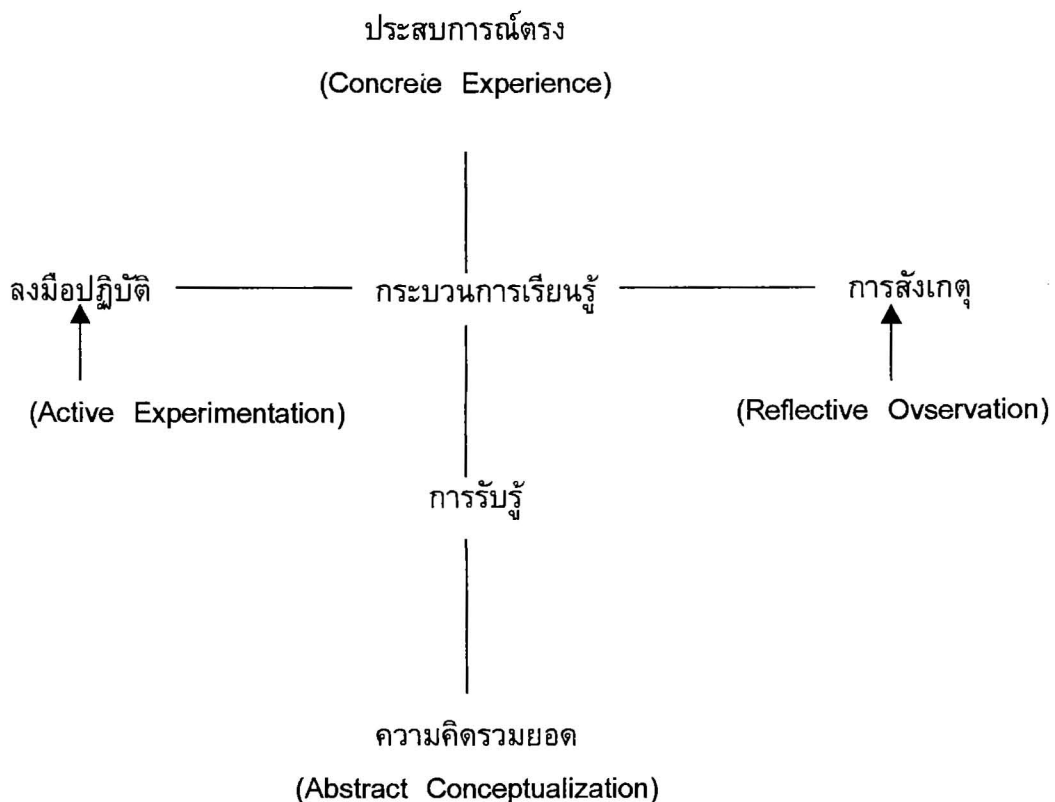 ประสบการณ์ตรง
(Concrete Experience)
ลงมือปฏิบัติ กระบวนการเรียนรู้ การสังเกตุ
(Active Experimentation) (Reflective Ovservation)
การรับรู้
ความคิดรวมยอด
(Abstract Conceptualization)